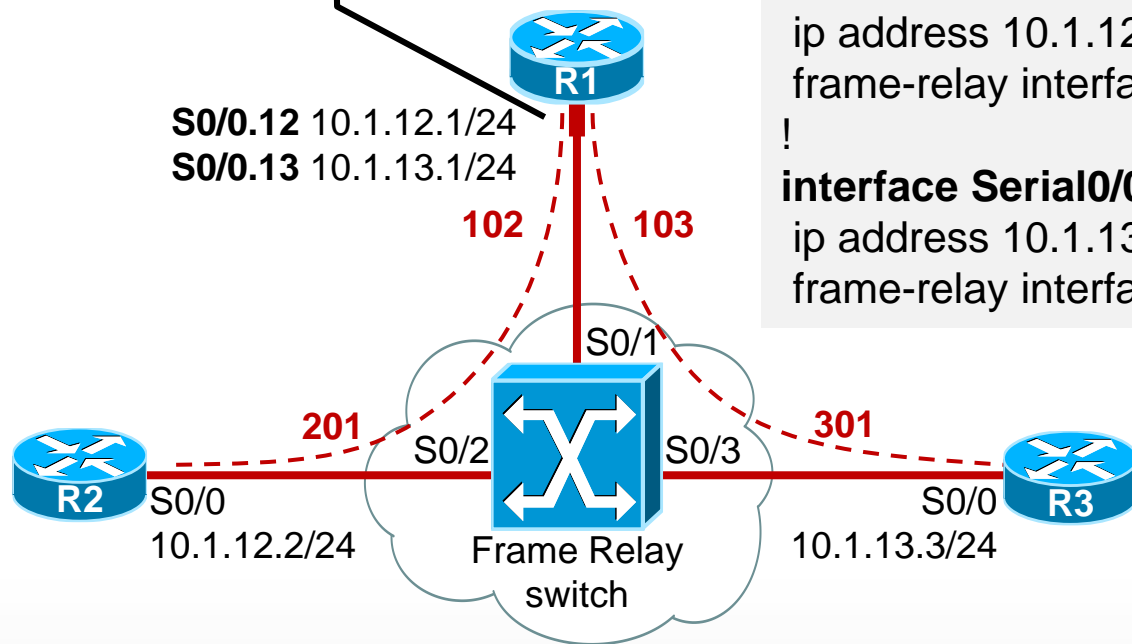 R1
S0/0.12 10.1.12.1/24
S0/0.13 10.1.13.1/24
102
103
ip address 10.1.12
frame-relay interfa
!
interface Serial0/0
ip address 10.1.13
frame-relay interfa
S0/1
201
301
S0/2
S0/3
R2
S0/0
10.1.12.2/24
S0/0
10.1.13.3/24
R3
Frame Relay
switch